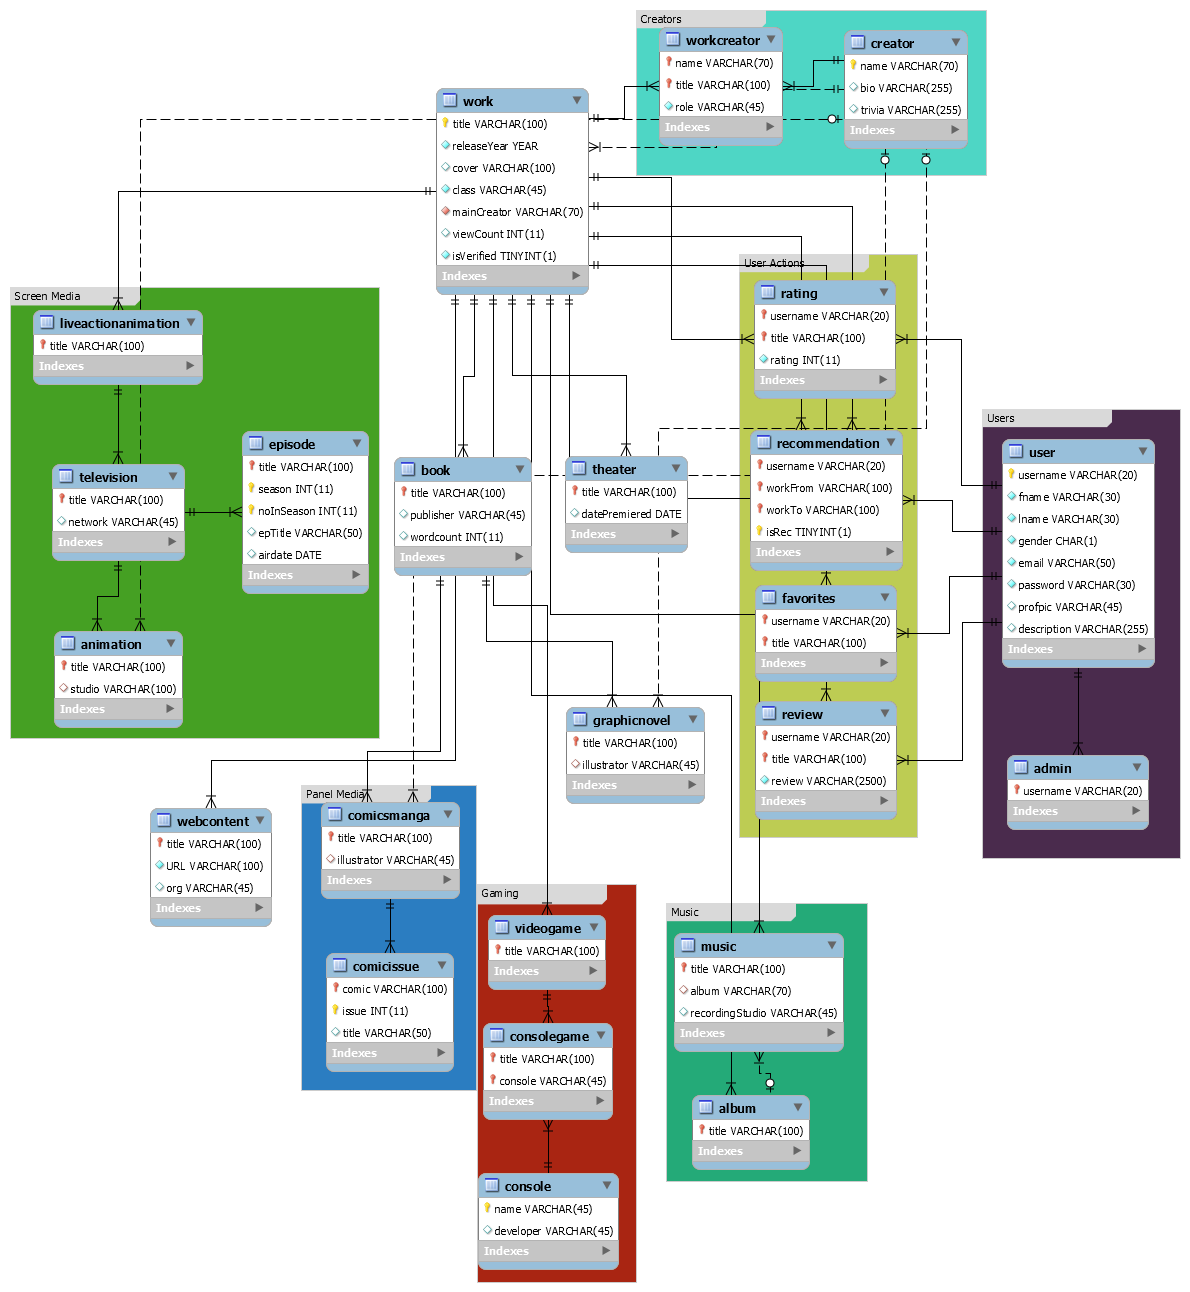 Creators
workcreator
name VARCHAR(70)
title VARCHAR(100)
role VARCHAR(45)
Indexes
creator
name VARCHAR(70)
bio VARCHAR(255)
trivia VARCHAR(255)
Indexes
work
title VARCHAR(100)
releaseYear YEAR
cover VARCHAR(100)
class VARCHAR(45)
mainCreator VARCHAR(70)
viewCount INT(11)
isVerified TINYINT(1)
Indexes
Screen Media
liveactionanimation
title VARCHAR(100)
Indexes
television
title VARCHAR(100)
network VARCHAR(45)
Indexes
episode
title VARCHAR(100)
season INT(11)
noInSeason INT(11)
epTitle VARCHAR(50)
airdate DATE
Indexes
animation
title VARCHAR(100)
studio VARCHAR(100)
Indexes
book
title VARCHAR(100)
publisher VARCHAR(45)
wordcount INT(11)
Indexes
theater
title VARCHAR(100)
datePremiered DATE
Indexes
User Actions
rating
username VARCHAR(20)
title VARCHAR(100)
rating INT(11)
Indexes
recommendation
username VARCHAR(20)
workFrom VARCHAR(100)
workTo VARCHAR(100)
isRec TINYINT(1)
Indexes
favorites
username VARCHAR(20)
title VARCHAR(100)
Indexes
review
username VARCHAR(20)
title VARCHAR(100)
review VARCHAR(2500)
Indexes
Users
user
username VARCHAR(20)
fname VARCHAR(30)
lname VARCHAR(30)
gender CHAR(1)
email VARCHAR(50)
password VARCHAR(30)
profpic VARCHAR(45)
description VARCHAR(255)
Indexes
admin
username VARCHAR(20)
Indexes
graphicnovel
title VARCHAR(100)
illustrator VARCHAR(45)
Indexes
webcontent
title VARCHAR(100)
URL VARCHAR(100)
org VARCHAR(45)
Indexes
Panel Media
comicsmanga
title VARCHAR(100)
illustrator VARCHAR(45)
Indexes
comicissue
comic VARCHAR(100)
issue INT(11)
title VARCHAR(50)
Indexes
Gaming
videogame
title VARCHAR(100)
Indexes
consolegame
title VARCHAR(100)
console VARCHAR(45)
Indexes
console
name VARCHAR(45)
developer VARCHAR(45)
Indexes
Music
music
title VARCHAR(100)
album VARCHAR(70)
recordingStudio VARCHAR(45)
Indexes
album
title VARCHAR(100)
Indexes